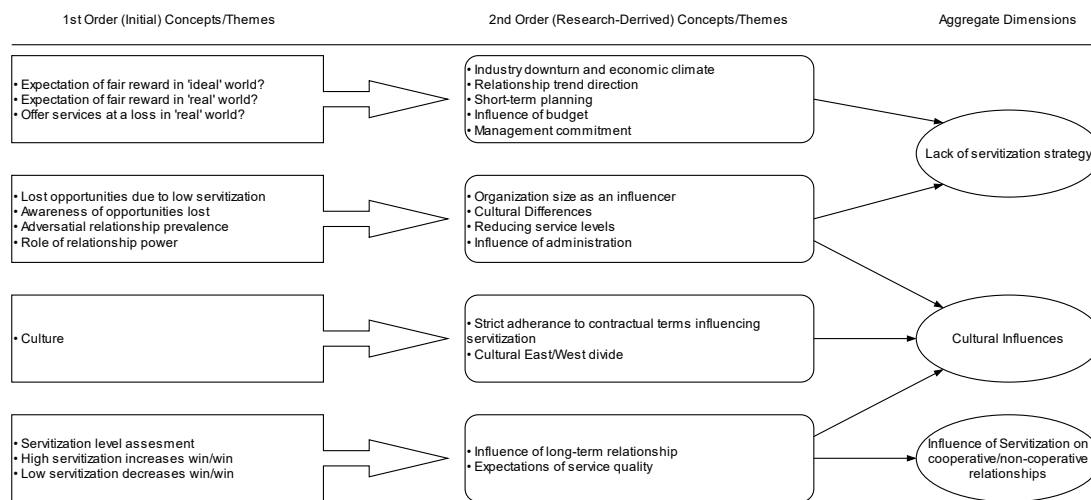 1st Order (Initial) Concepts/Themes
2nd Order (Research-Derrived) Concepts/Themes
Aggregate Dimensions
• Expectation of fair reward in 'ideal' world?
• Expectation of fair reward in 'real' world?
• Offer services at a loss in 'real' world?
• Industry downturn and economic climate
• Relationship trend direction
• Short-term planning
• Influence of budget
• Management commitment
Lack of servitization strategy
• Lost opportunities due to low servitization
• Awareness of opportunities lost
• Adversatial relationship prevalence
• Role of relationship power
• Organization size as an influencer
• Cultural Differences
• Reducing service levels
• Influence of administration
• Culture
• Strict adherance to contractual terms influencing
servitization
• Cultural East/West divide
Cultural Influences
• Servitization level assesment
• High servitization increases win/win
• Low servitization decreases win/win
• Influence of long-term relationship
• Expectations of service quality
Influence of Servitization on
cooperative/non-coperative
relationships